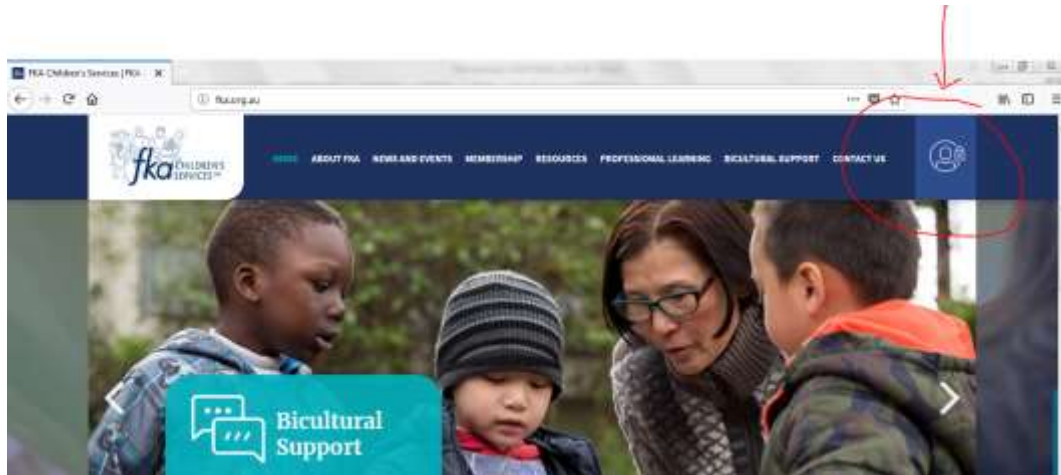 FKA Children's Services | FKA
fka.org.au
fka CHILDREN'S
SERVICES
HOME ABOUT FKA NEWS AND EVENTS MEMBERSHIP RESOURCES PROFESSIONAL LEARNING BICULTURAL SUPPORT CONTACT US
Bicultural
Support